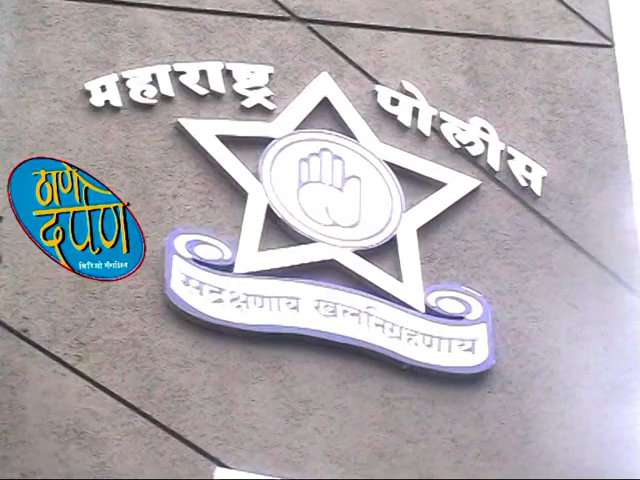 महाराष्ट्र पोलीस
ठाणे
दर्पण
सद्रक्षणाय खलनिग्रहणाय